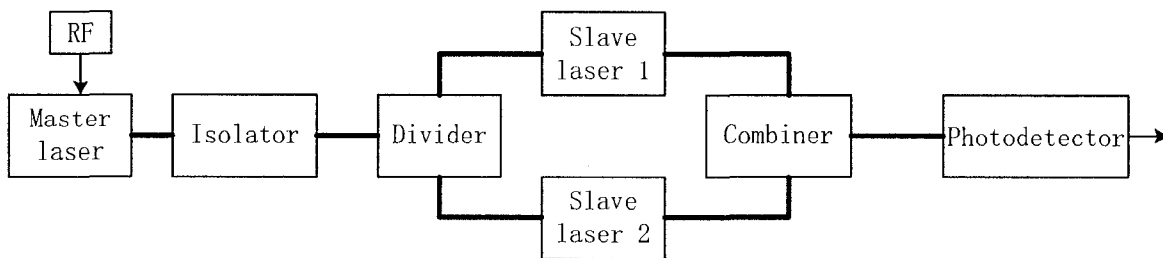 RF
Master
laser
Isolator
Divider
Slave
laser 1
Slave
laser 2
Combiner
Photodetector